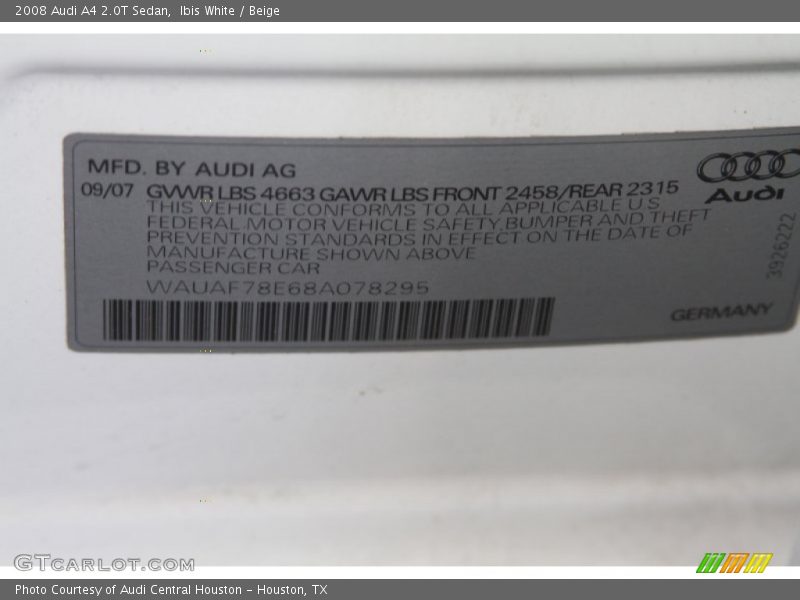 2008 Audi A4 2.0T Sedan,  Ibis White / Beige
MFD. BY AUDI AG
09/07 GVWR LBS 4663 GAWR LBS FRONT 2458/REAR 2315
THIS VEHICLE CONFORMS TO ALL APPLICABLE U S
FEDERAL MOTOR VEHICLE SAFETY,BUMPER AND THEFT
PREVENTION STANDARDS IN EFFECT ON THE DATE OF
MANUFACTURE SHOWN ABOVE
PASSENGER CAR
WAUAF78E68A078295
Audi
3926222
GERMANY
GTCARLOT.COM
Photo Courtesy of Audi Central Houston - Houston, TX